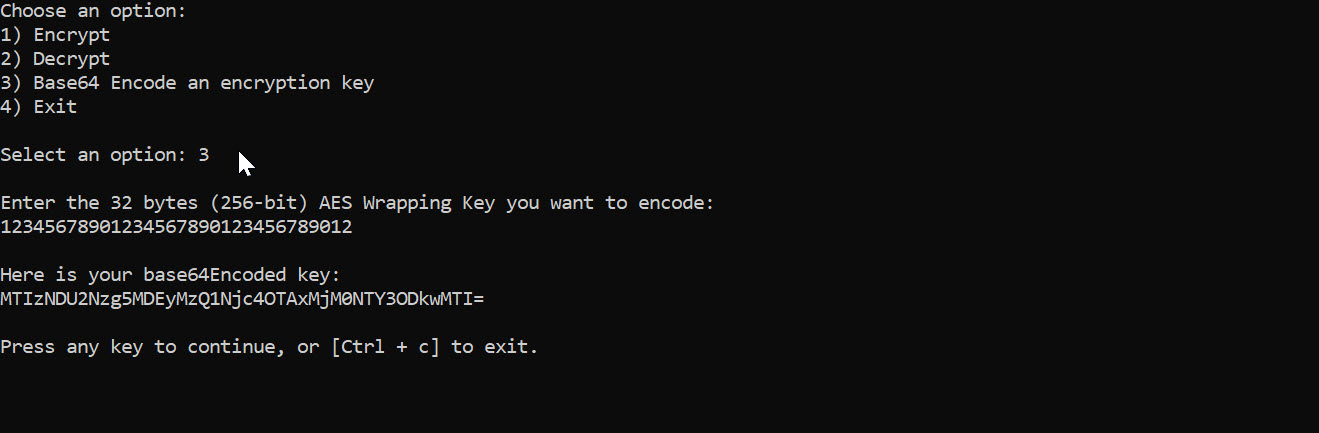 Choose an option:
1) Encrypt
2) Decrypt
3) Base64 Encode an encryption key
4) Exit
Select an option: 3
Enter the 32 bytes (256-bit) AES Wrapping Key you want to encode:
12345678901234567890123456789012
Here is your base64Encoded key:
MTIzNDU2Nzg5MDEyMzQ1Njc4OTAxMjM0NTY3ODkwMTI=
Press any key to continue, or [Ctrl + c] to exit.